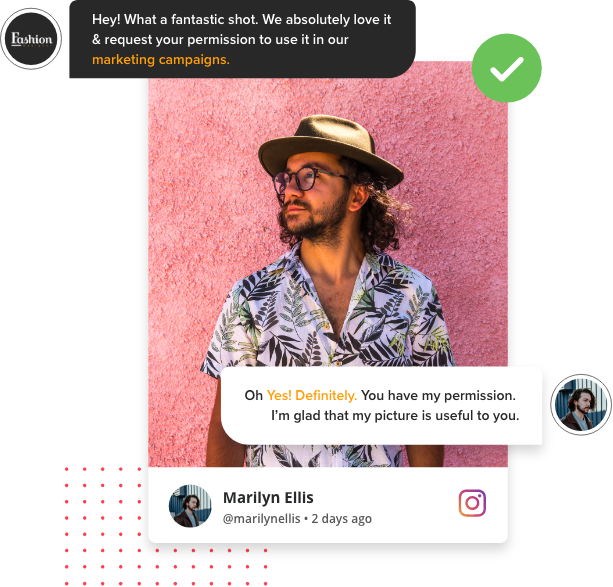 Fashion
Hey! What a fantastic shot. We absolutely love it
& request your permission to use it in our
marketing campaigns.
Oh Yes! Definitely. You have my permission.
I'm glad that my picture is useful to you.
Marilyn Ellis
@marilynellis • 2 days ago